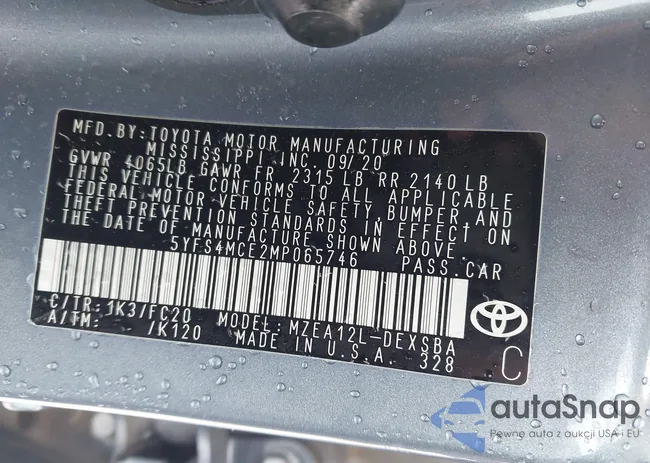 MFD. BY: TOYOTA MOTOR MANUFACTURING
MISSISSIPPI, INC. 09/20
GVWR 4065LB GAWR FR 2315 LB RR 2140 LB
THIS VEHICLE CONFORMS TO ALL APPLICABLE
FEDERAL MOTOR VEHICLE SAFETY, BUMPER AND
THEFT PREVENTION STANDARDS IN EFFECT ON
THE DATE OF MANUFACTURE SHOWN ABOVE.
5YFS4MCE2MP065746 PASS.CAR
C/TR: 1K3/FC20 MODEL: MZEA12L-DEXSBA
A/TM: /K120 MADE IN U.S.A. 328
C
autaSnap
Pewne auta z aukcji USA i EU